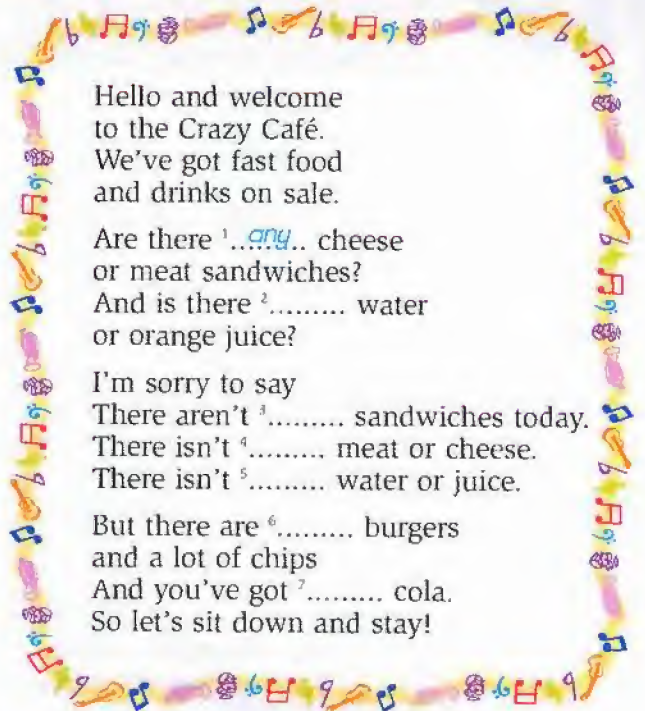 Hello and welcome
to the Crazy Café.
We've got fast food
and drinks on sale.
Are there ¹..any.. cheese
or meat sandwiches?
And is there ²......... water
or orange juice?
I'm sorry to say
There aren't ³......... sandwiches today.
There isn't ⁴......... meat or cheese.
There isn't ⁵......... water or juice.
But there are ⁶......... burgers
and a lot of chips
And you've got ⁷......... cola.
So let's sit down and stay!